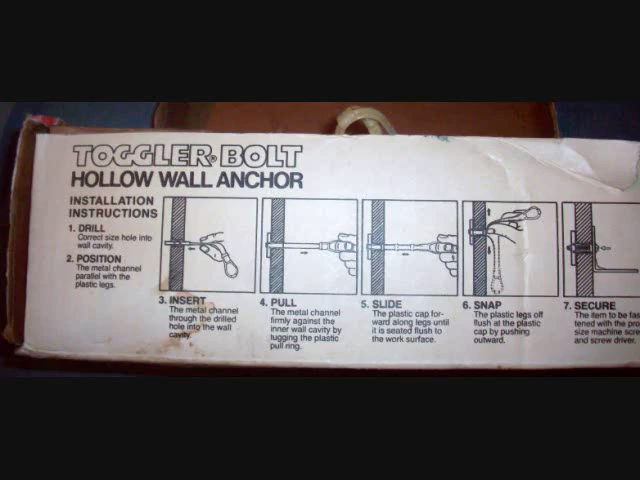 TOGGLER® BOLT
HOLLOW WALL ANCHOR
INSTALLATION
INSTRUCTIONS
1. DRILL
Correct size hole into
wall cavity.
2. POSITION
The metal channel
parallel with the
plastic legs.
3. INSERT
The metal channel
through the drilled
hole into the wall
cavity.
4. PULL
The metal channel
firmly against the
inner wall cavity by
tugging the plastic
pull ring.
5. SLIDE
The plastic cap for-
ward along legs until
it is seated flush to
the work surface.
6. SNAP
The plastic legs off
flush at the plastic
cap by pushing
outward.
7. SECURE
The item to be fas
tened with the pro
size machine scre
and screw driver.